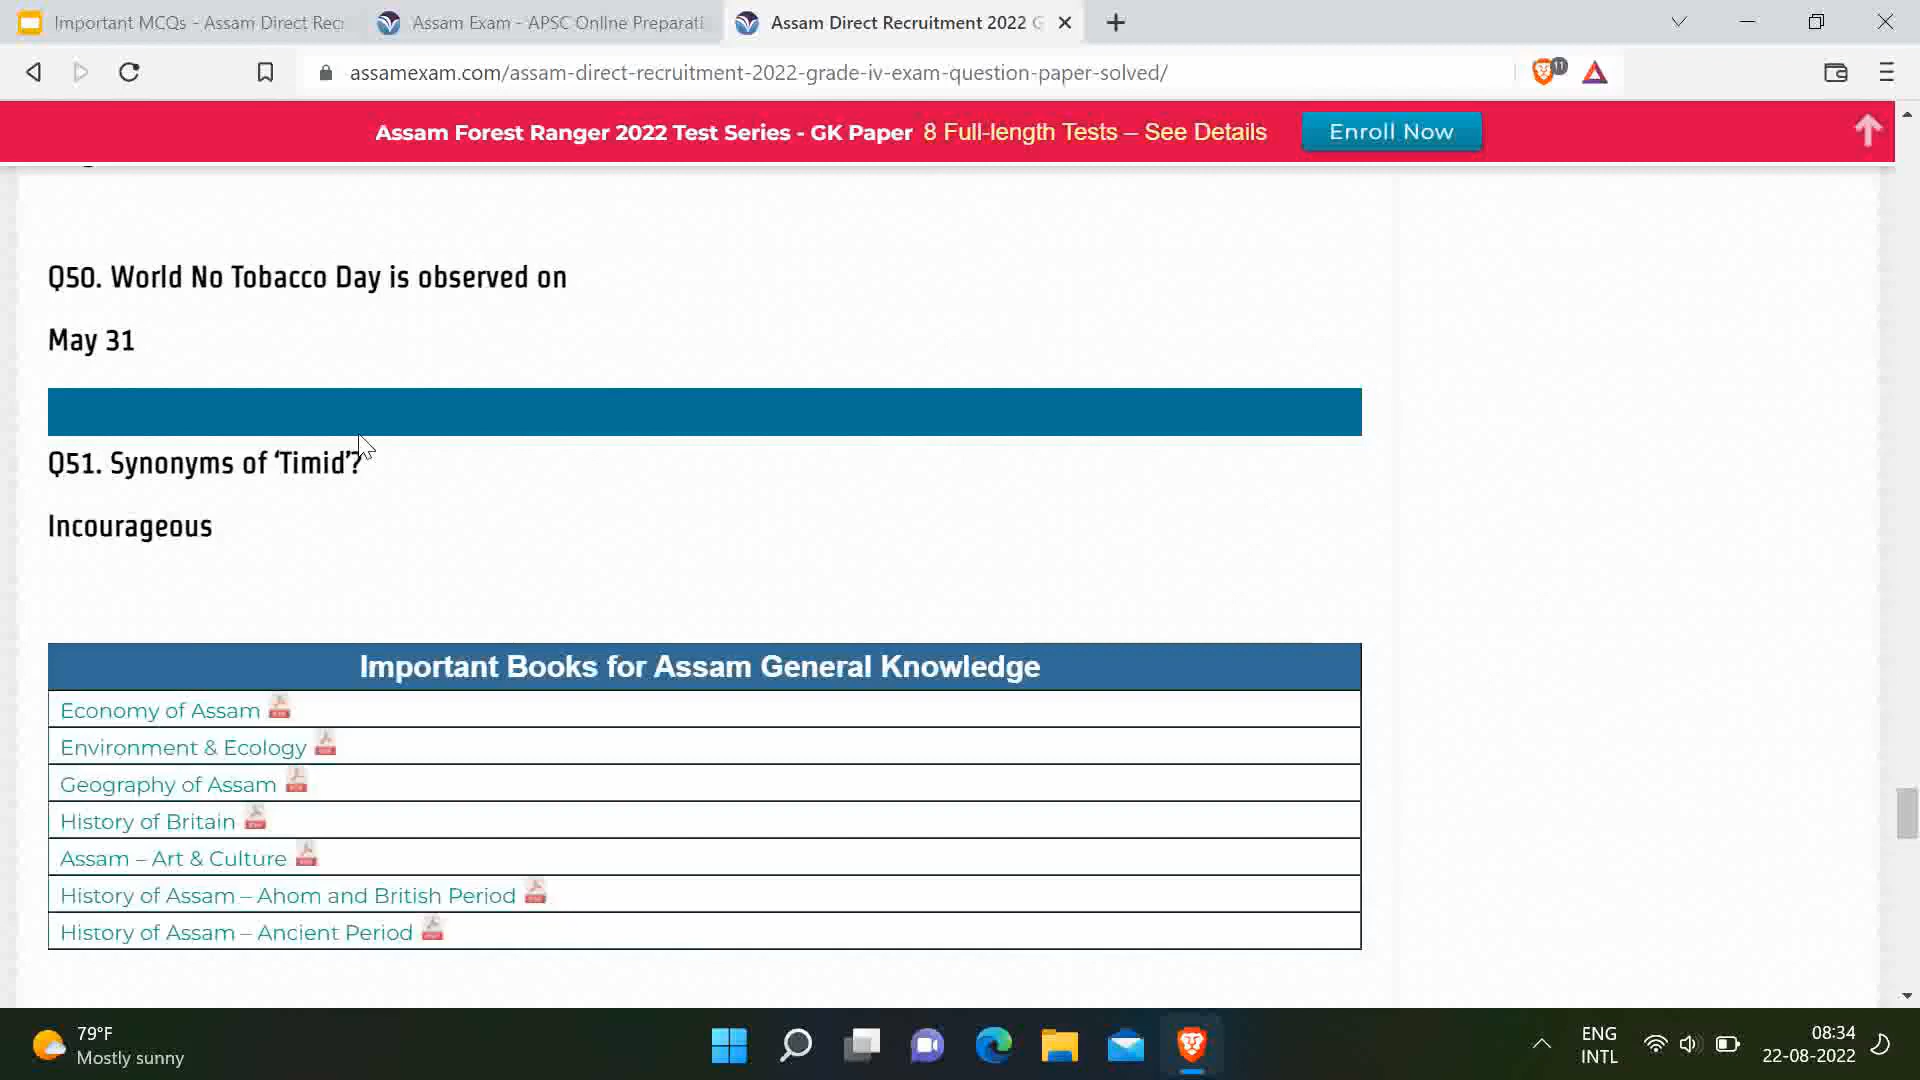 Important MCQs - Assam Direct Recr
Assam Exam - APSC Online Preparati
Assam Direct Recruitment 2022 G
assamexam.com/assam-direct-recruitment-2022-grade-iv-exam-question-paper-solved/
11
Assam Forest Ranger 2022 Test Series - GK Paper 8 Full-length Tests – See Details
Enroll Now
Q50. World No Tobacco Day is observed on
May 31
Q51. Synonyms of ‘Timid’?
Incourageous
Important Books for Assam General Knowledge
Economy of Assam
Environment & Ecology
Geography of Assam
History of Britain
Assam – Art & Culture
History of Assam – Ahom and British Period
History of Assam – Ancient Period
79°F
Mostly sunny
ENG
INTL
08:34
22-08-2022